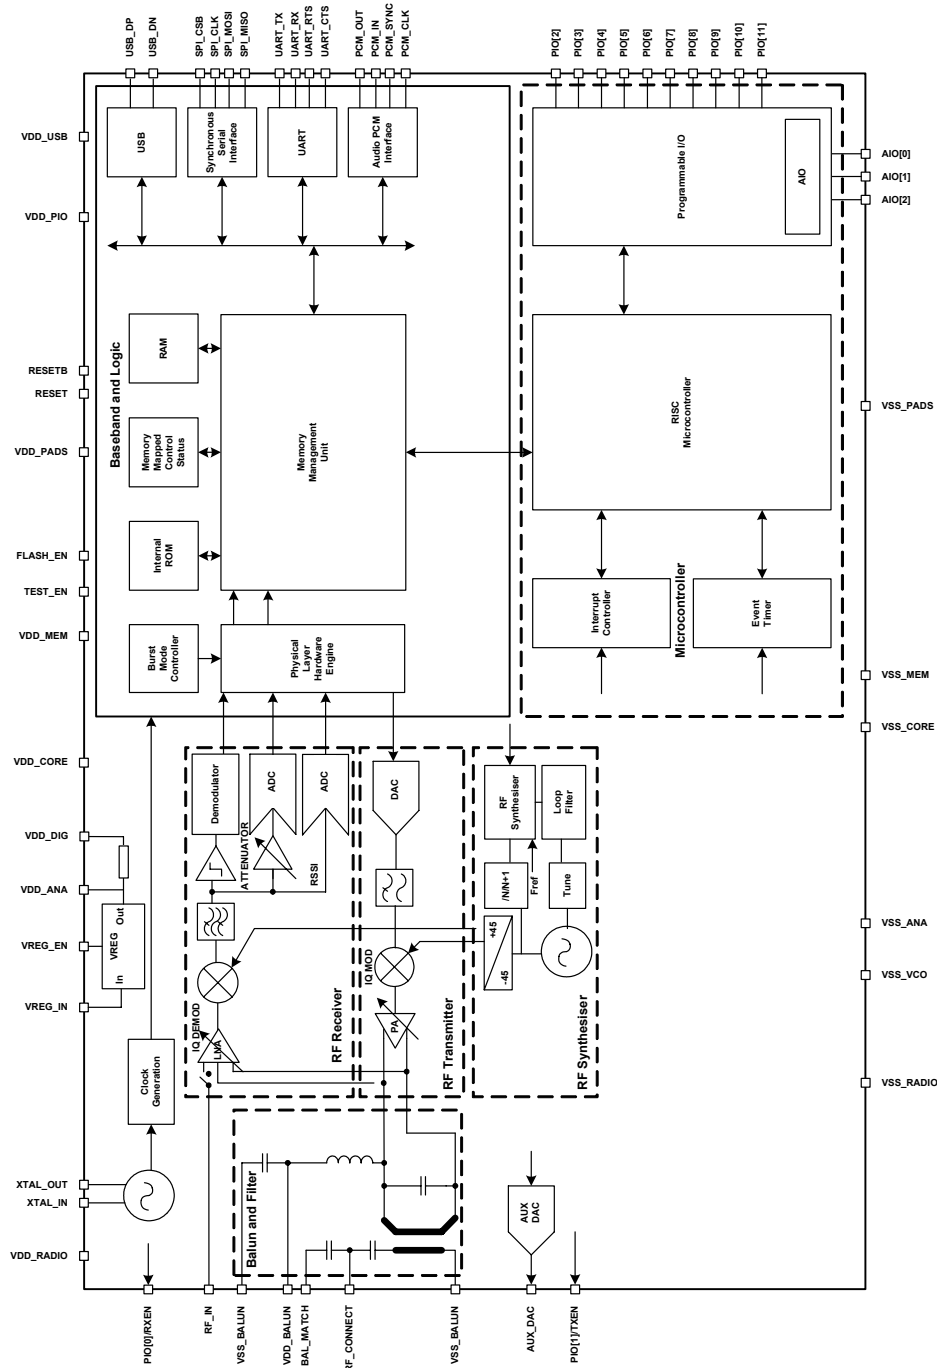 USB_DP
USB_DN
SPI_CSB
SPI_CLK
SPI_MOSI
SPI_MISO
UART_TX
UART_RX
UART_RTS
UART_CTS
PCM_OUT
PCM_IN
PCM_SYNC
PCM_CLK
PIO[2]
PIO[3]
PIO[4]
PIO[5]
PIO[6]
PIO[7]
PIO[8]
PIO[9]
PIO[10]
PIO[11]
VDD_USB
VDD_PIO
RESETB
RESET
VDD_PADS
FLASH_EN
TEST_EN
VDD_MEM
VDD_CORE
VDD_DIG
VDD_ANA
VREG_EN
VREG_IN
XTAL_OUT
XTAL_IN
VDD_RADIO
USB
Synchronous
Serial
Interface
UART
Audio PCM
Interface
Baseband and Logic
RAM
Memory
Mapped
Control
Status
Internal
ROM
Memory
Management
Unit
Burst
Mode
Controller
Physical
Layer
Hardware
Engine
Programmable I/O
AIO
RISC
Microcontroller
Interrupt
Controller
Event
Timer
Microcontroller
AIO[0]
AIO[1]
AIO[2]
VSS_PADS
VSS_MEM
VSS_CORE
VSS_ANA
VSS_VCO
VSS_RADIO
Out
VREG
In
Clock
Generation
Demodulator
ADC
ADC
ATTENUATOR
RSSI
IQ DEMOD
LNA
RF Receiver
DAC
IQ MOD
PA
RF Transmitter
RF
Synthesiser
Loop
Filter
/N/N+1
Fref
Tune
+45
-45
RF Synthesiser
Balun and Filter
AUX
DAC
PIO[0]/RXEN
RF_IN
VSS_BALUN
VDD_BALUN
BAL_MATCH
RF_CONNECT
VSS_BALUN
AUX_DAC
PIO[1]/TXEN